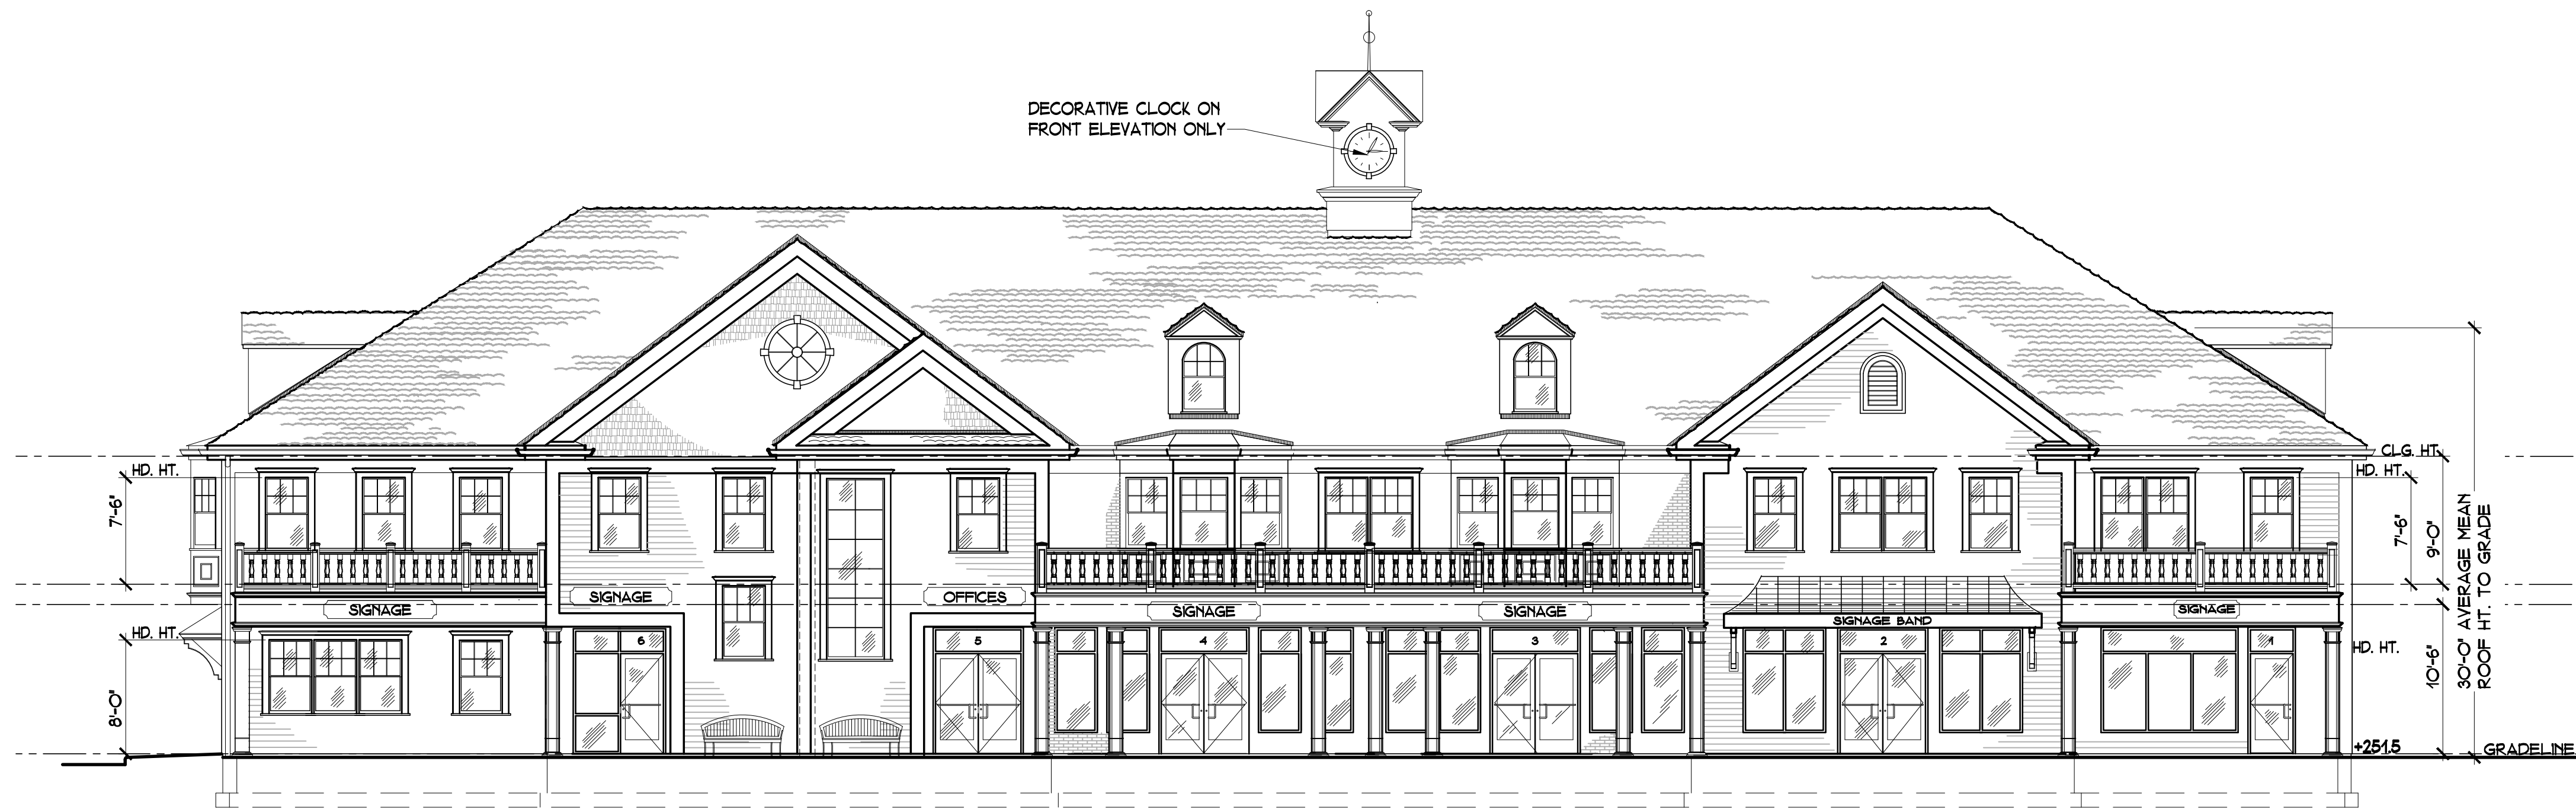 DECORATIVE CLOCK ON
FRONT ELEVATION ONLY
CLG. HT.
HD. HT.
HD. HT.
7'-6"
7'-6"
9'-0"
30'-0" AVERAGE MEAN
ROOF HT. TO GRADE
SIGNAGE
SIGNAGE
OFFICES
SIGNAGE
SIGNAGE
SIGNAGE BAND
SIGNAGE
HD. HT.
HD. HT.
6
5
4
3
2
1
8'-0"
10'-6"
+251.5
GRADELINE